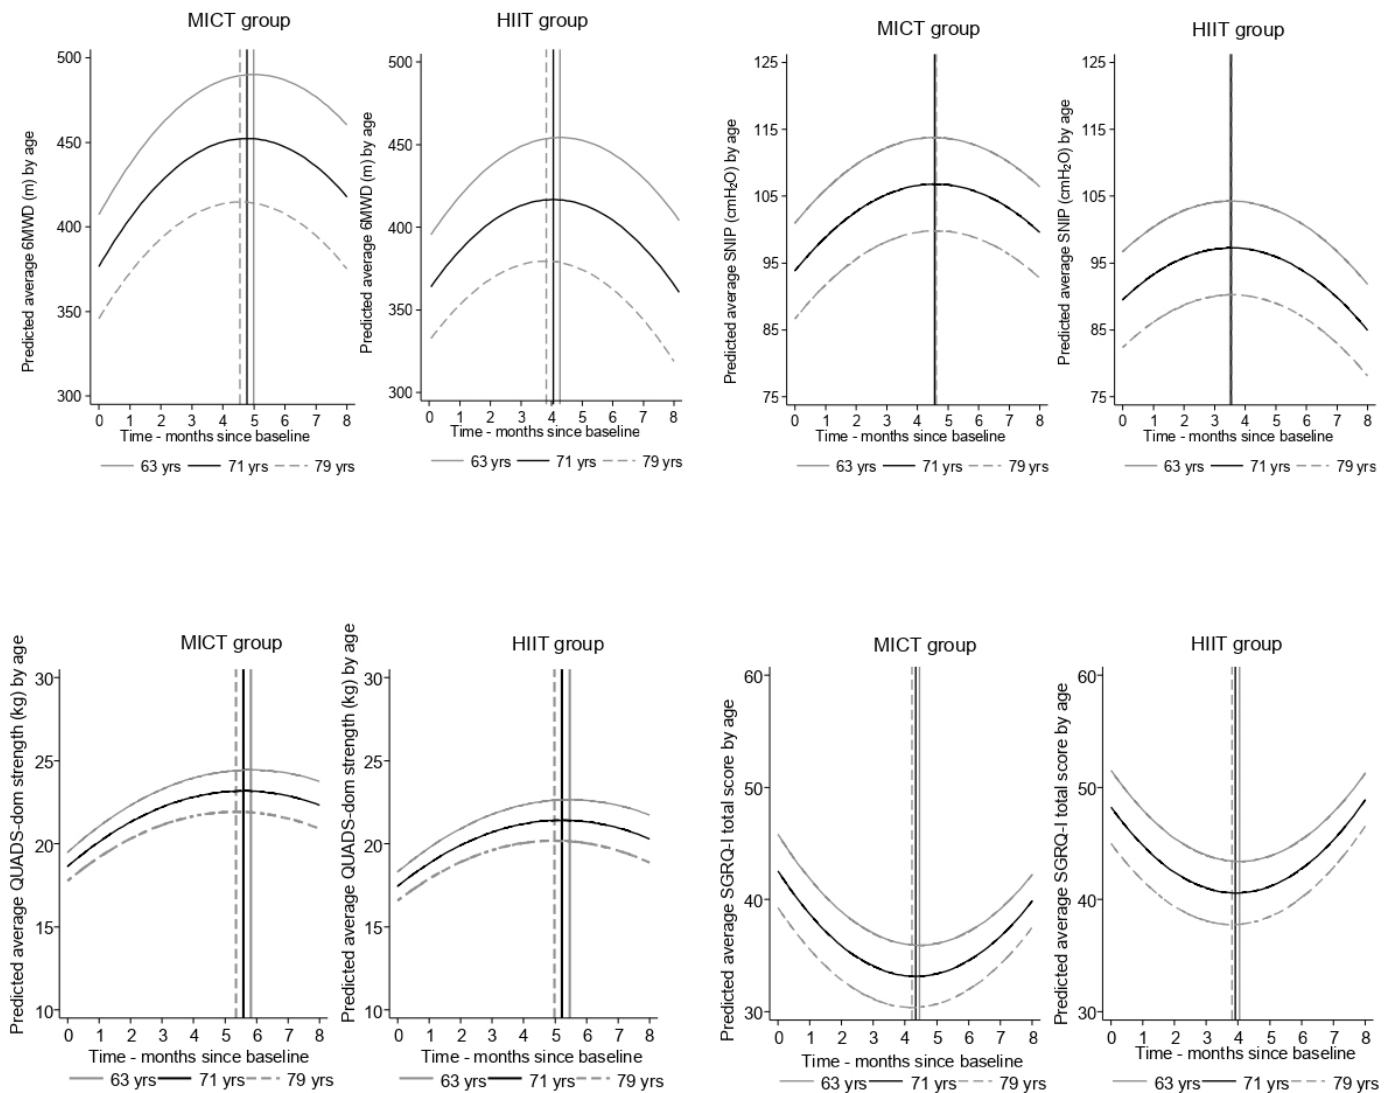 MICT group
Predicted average 6MWD (m) by age
500
450
400
350
300
0 1 2 3 4 5 6 7 8
Time - months since baseline
63 yrs 71 yrs 79 yrs
HIIT group
Predicted average 6MWD (m) by age
500
450
400
350
300
0 1 2 3 4 5 6 7 8
Time - months since baseline
63 yrs 71 yrs 79 yrs
MICT group
Predicted average SNIP (cmH₂O) by age
125
115
105
95
85
75
0 1 2 3 4 5 6 7 8
Time - months since baseline
63 yrs 71 yrs 79 yrs
HIIT group
Predicted average SNIP (cmH₂O) by age
125
115
105
95
85
75
0 1 2 3 4 5 6 7 8
Time - months since baseline
63 yrs 71 yrs 79 yrs
MICT group
Predicted average QUADS-dom strength (kg) by age
30
25
20
15
10
0 1 2 3 4 5 6 7 8
Time - months since baseline
63 yrs 71 yrs 79 yrs
HIIT group
Predicted average QUADS-dom strength (kg) by age
30
25
20
15
10
0 1 2 3 4 5 6 7 8
Time - months since baseline
63 yrs 71 yrs 79 yrs
MICT group
Predicted average SGRQ-I total score by age
60
50
40
30
0 1 2 3 4 5 6 7 8
Time - months since baseline
63 yrs 71 yrs 79 yrs
HIIT group
Predicted average SGRQ-I total score by age
60
50
40
30
0 1 2 3 4 5 6 7 8
Time - months since baseline
63 yrs 71 yrs 79 yrs